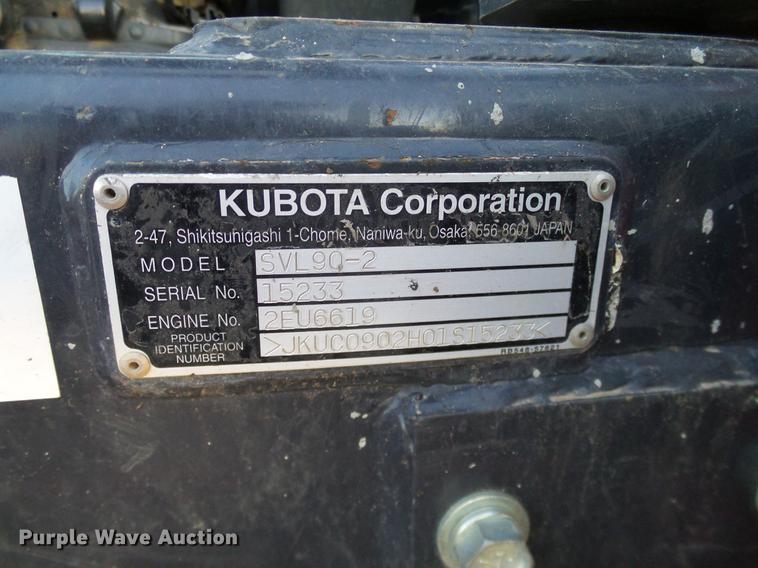 KUBOTA Corporation
2-47, Shikitsuhigashi 1-Chome, Naniwa-ku, Osaka, 556-8601 JAPAN
MODEL SVL90-2
SERIAL No. 15233
ENGINE No. 2EU6619
PRODUCT IDENTIFICATION NUMBER >JKUC0902H01S15233<
Purple Wave Auction